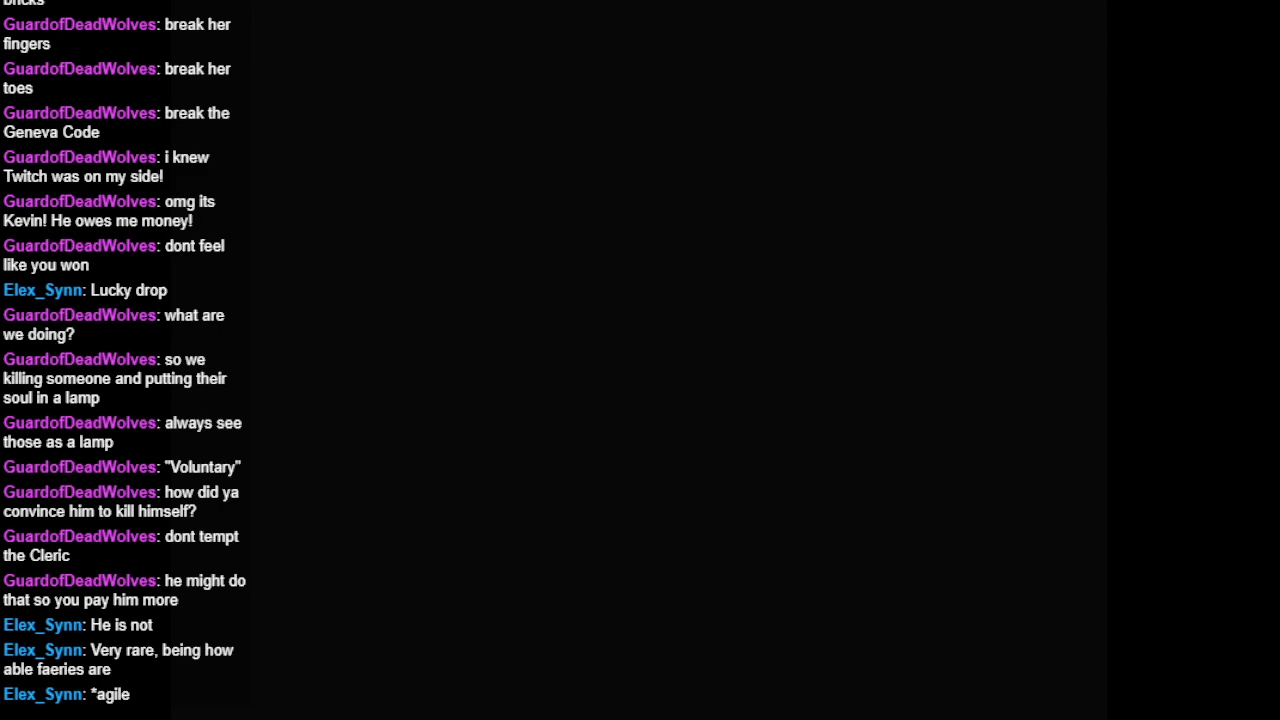 bricks
GuardofDeadWolves: break her
fingers
GuardofDeadWolves: break her
toes
GuardofDeadWolves: break the
Geneva Code
GuardofDeadWolves: i knew
Twitch was on my side!
GuardofDeadWolves: omg its
Kevin! He owes me money!
GuardofDeadWolves: dont feel
like you won
Elex_Synn: Lucky drop
GuardofDeadWolves: what are
we doing?
GuardofDeadWolves: so we
killing someone and putting their
soul in a lamp
GuardofDeadWolves: always see
those as a lamp
GuardofDeadWolves: "Voluntary"
GuardofDeadWolves: how did ya
convince him to kill himself?
GuardofDeadWolves: dont tempt
the Cleric
GuardofDeadWolves: he might do
that so you pay him more
Elex_Synn: He is not
Elex_Synn: Very rare, being how
able faeries are
Elex_Synn: *agile